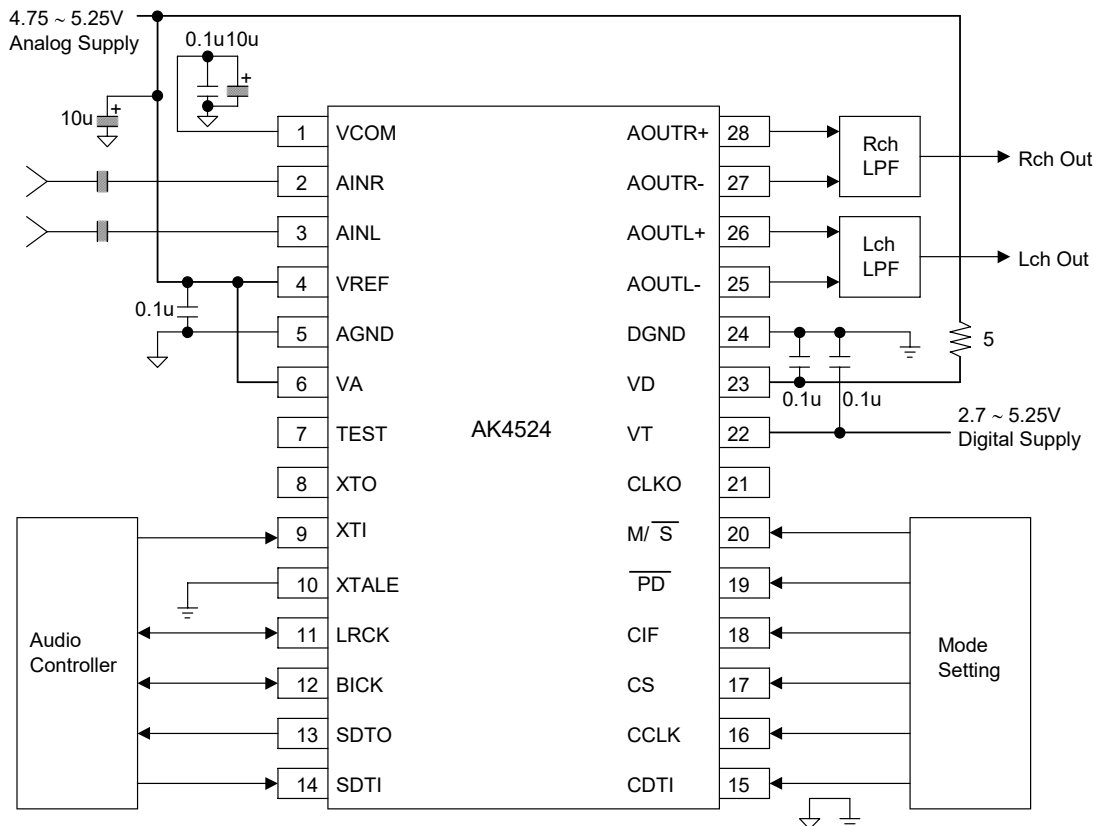 4.75 ~ 5.25V
Analog Supply
0.1u 10u
+
+
10u
1 VCOM
2 AINR
3 AINL
4 VREF
0.1u
5 AGND
6 VA
7 TEST
8 XTO
9 XTI
10 XTALE
11 LRCK
12 BICK
13 SDTO
14 SDTI
Audio
Controller
AK4524
AOUTR+ 28
AOUTR- 27
Rch
LPF
Rch Out
AOUTL+ 26
AOUTL- 25
Lch
LPF
Lch Out
DGND 24
5
VD 23
0.1u 0.1u
VT 22
2.7 ~ 5.25V
Digital Supply
CLKO 21
M/S̅ 20
P̅D̅ 19
CIF 18
CS 17
CCLK 16
CDTI 15
Mode
Setting